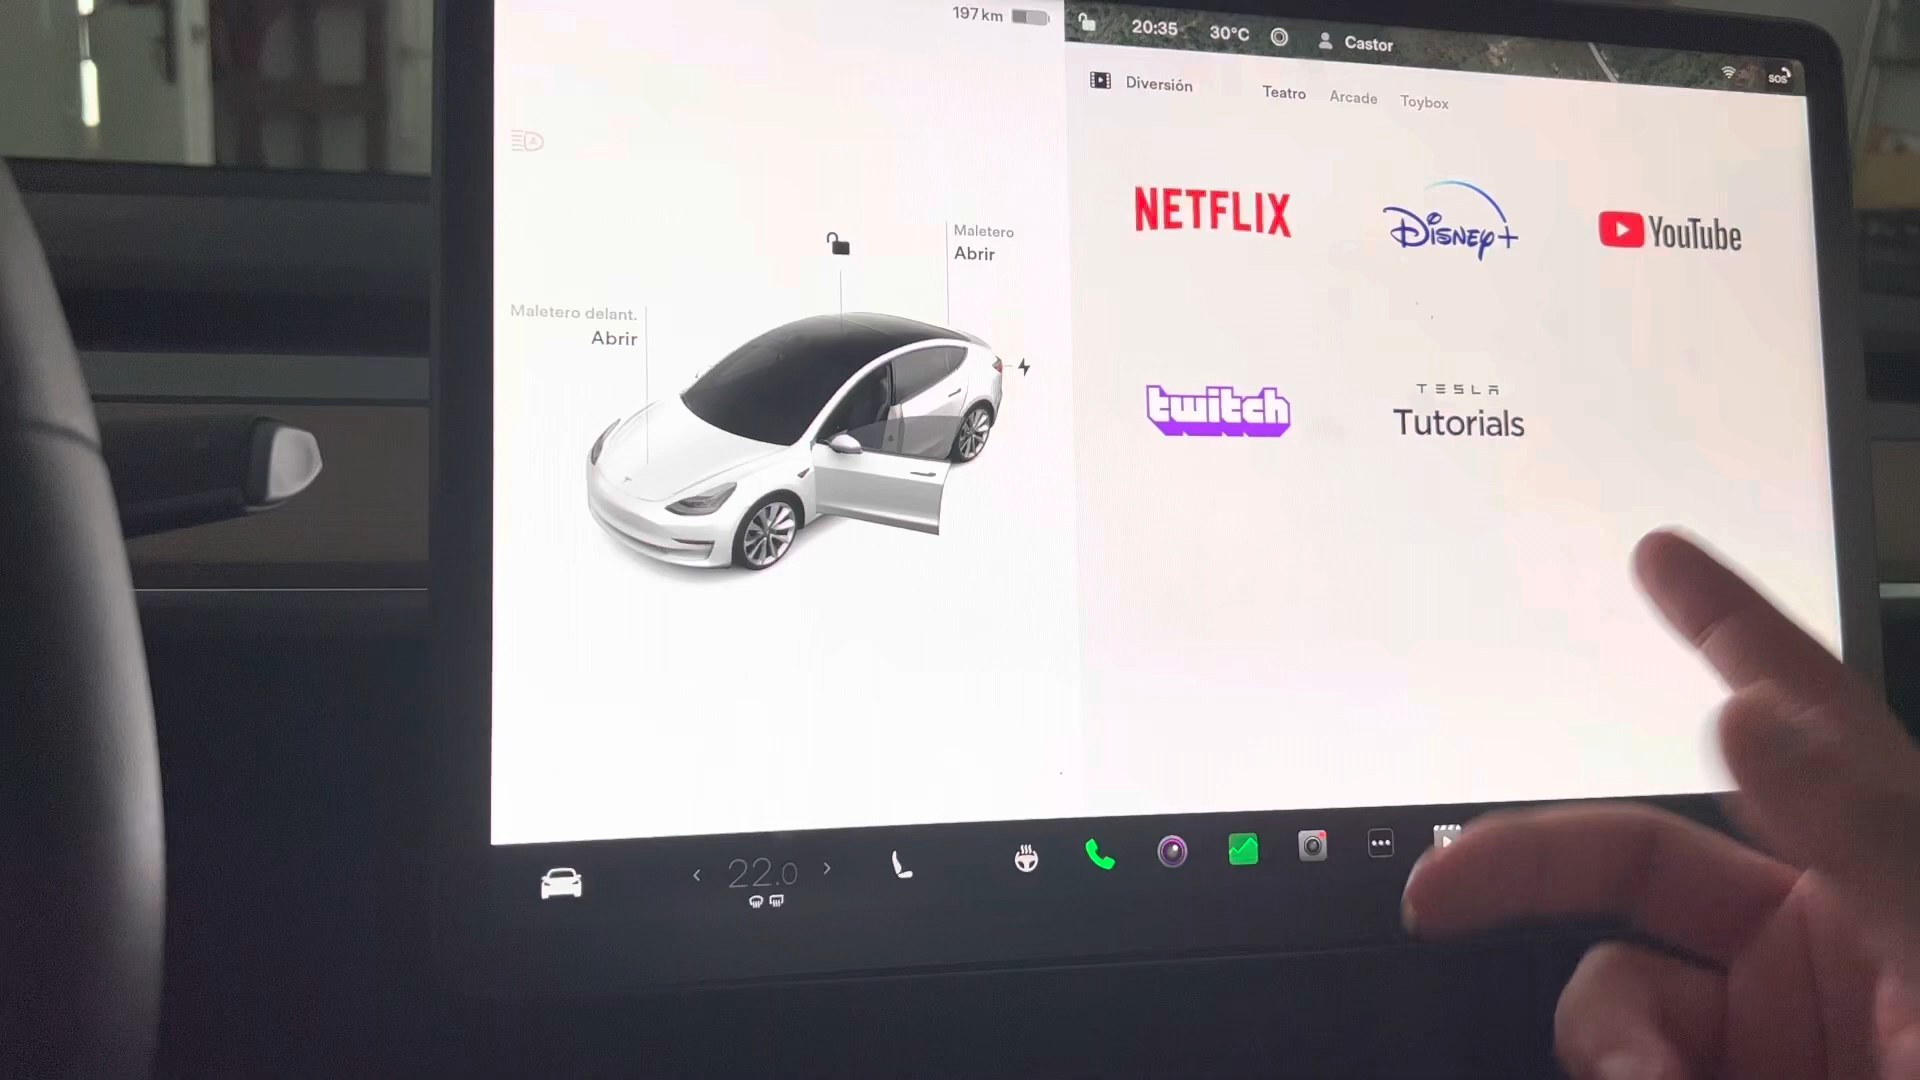 197 km
20:35 30°C Castor
SOS
Diversión Teatro Arcade Toybox
NETFLIX
Disney+
YouTube
Maletero
Abrir
Maletero delant.
Abrir
twitch
TESLA
Tutorials
22.0